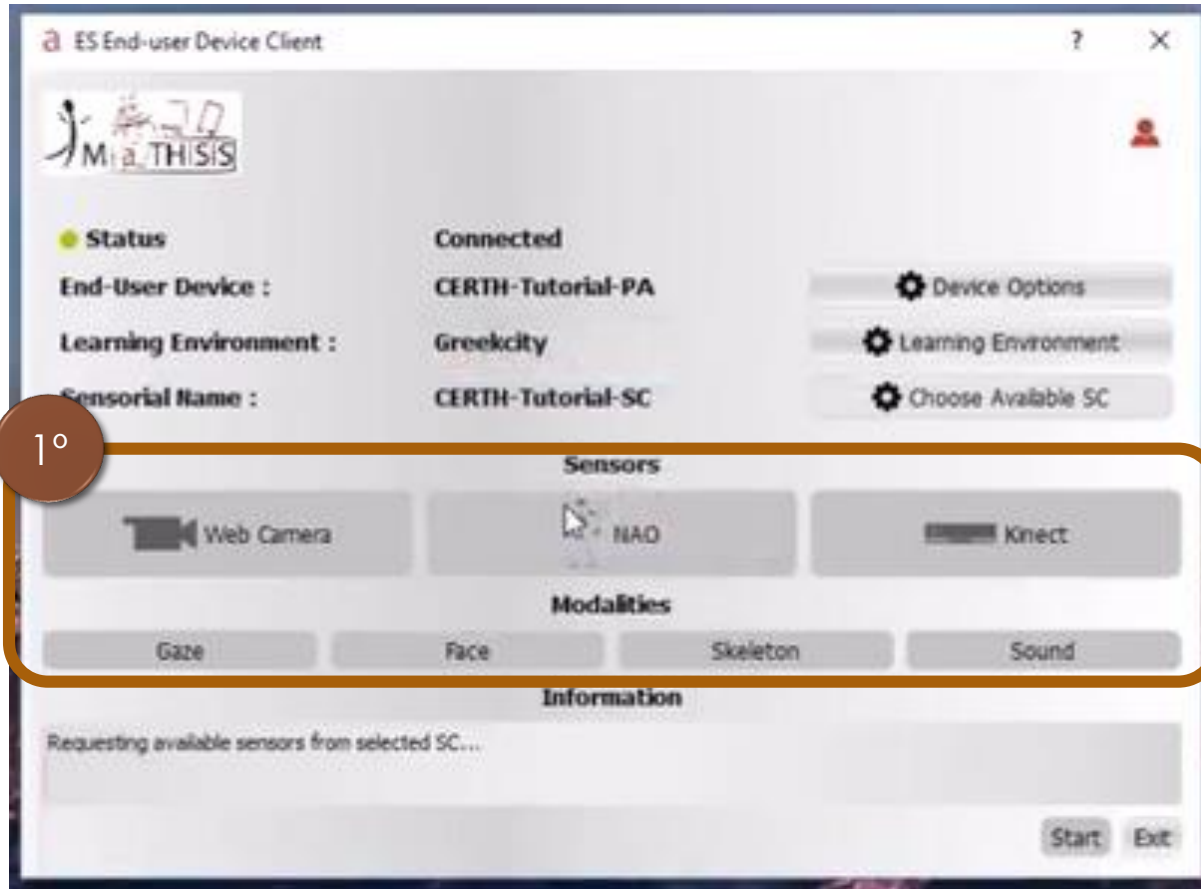 a ES End-user Device Client ? ×
M a THiSiS
Status Connected
End-User Device : CERTH-Tutorial-PA Device Options
Learning Environment : Greekcity Learning Environment
Sensorial Name : CERTH-Tutorial-SC Choose Available SC
1º
Sensors
Web Camera NAO Kinect
Modalities
Gaze Face Skeleton Sound
Information
Requesting available sensors from selected SC...
Start Exit